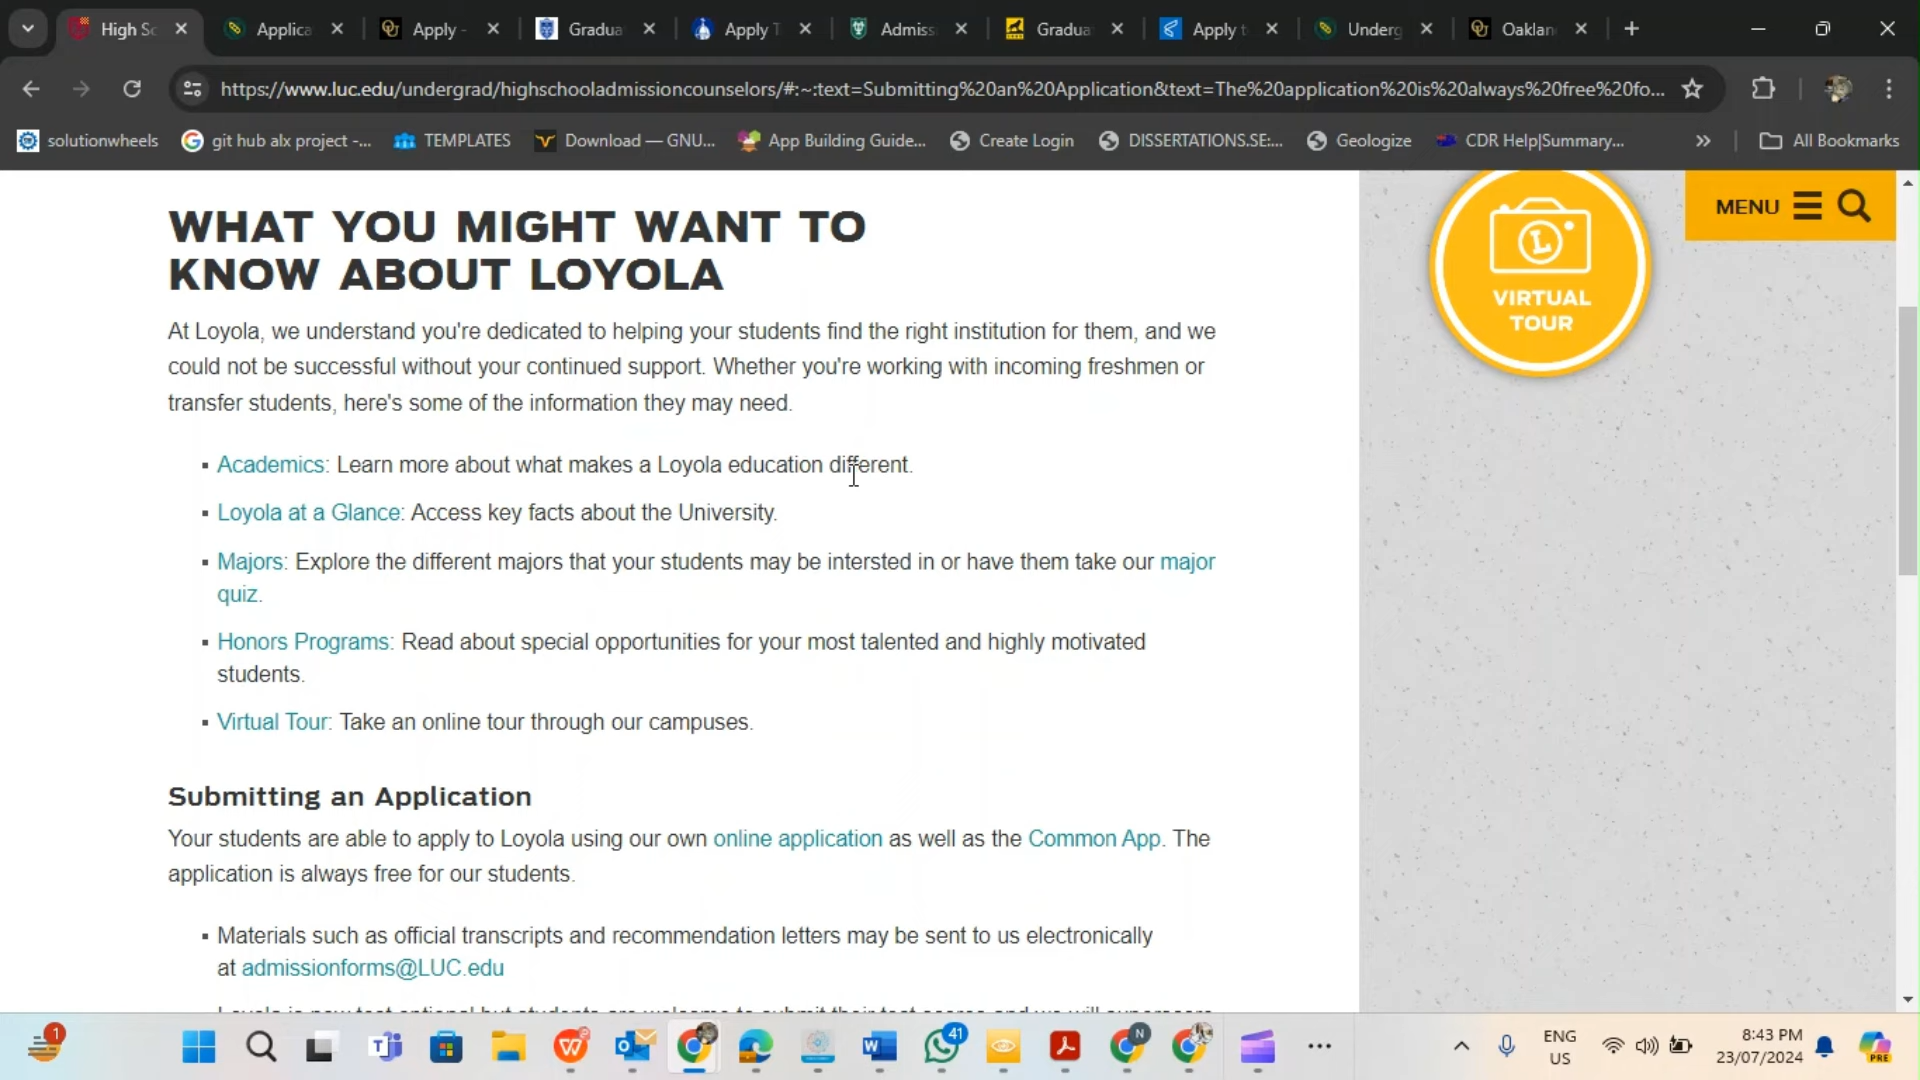 High Sc
Applica
Apply -
Gradua
Apply T
Admiss
Gradua
Apply t
Underg
Oaklan
https://www.luc.edu/undergrad/highschooladmissioncounselors/#:~:text=Submitting%20an%20Application&text=The%20application%20is%20always%20free%20fo...
solutionwheels
git hub alx project -...
TEMPLATES
Download — GNU...
App Building Guide...
Create Login
DISSERTATIONS.SE:...
Geologize
CDR Help|Summary...
All Bookmarks
MENU
VIRTUAL
TOUR
WHAT YOU MIGHT WANT TO
KNOW ABOUT LOYOLA
At Loyola, we understand you're dedicated to helping your students find the right institution for them, and we
could not be successful without your continued support. Whether you're working with incoming freshmen or
transfer students, here's some of the information they may need.
Academics: Learn more about what makes a Loyola education different.
Loyola at a Glance: Access key facts about the University.
Majors: Explore the different majors that your students may be intersted in or have them take our major
quiz.
Honors Programs: Read about special opportunities for your most talented and highly motivated
students.
Virtual Tour: Take an online tour through our campuses.
Submitting an Application
Your students are able to apply to Loyola using our own online application as well as the Common App. The
application is always free for our students.
Materials such as official transcripts and recommendation letters may be sent to us electronically
at admissionforms@LUC.edu
1
41
N
ENG
US
8:43 PM
23/07/2024
PRE